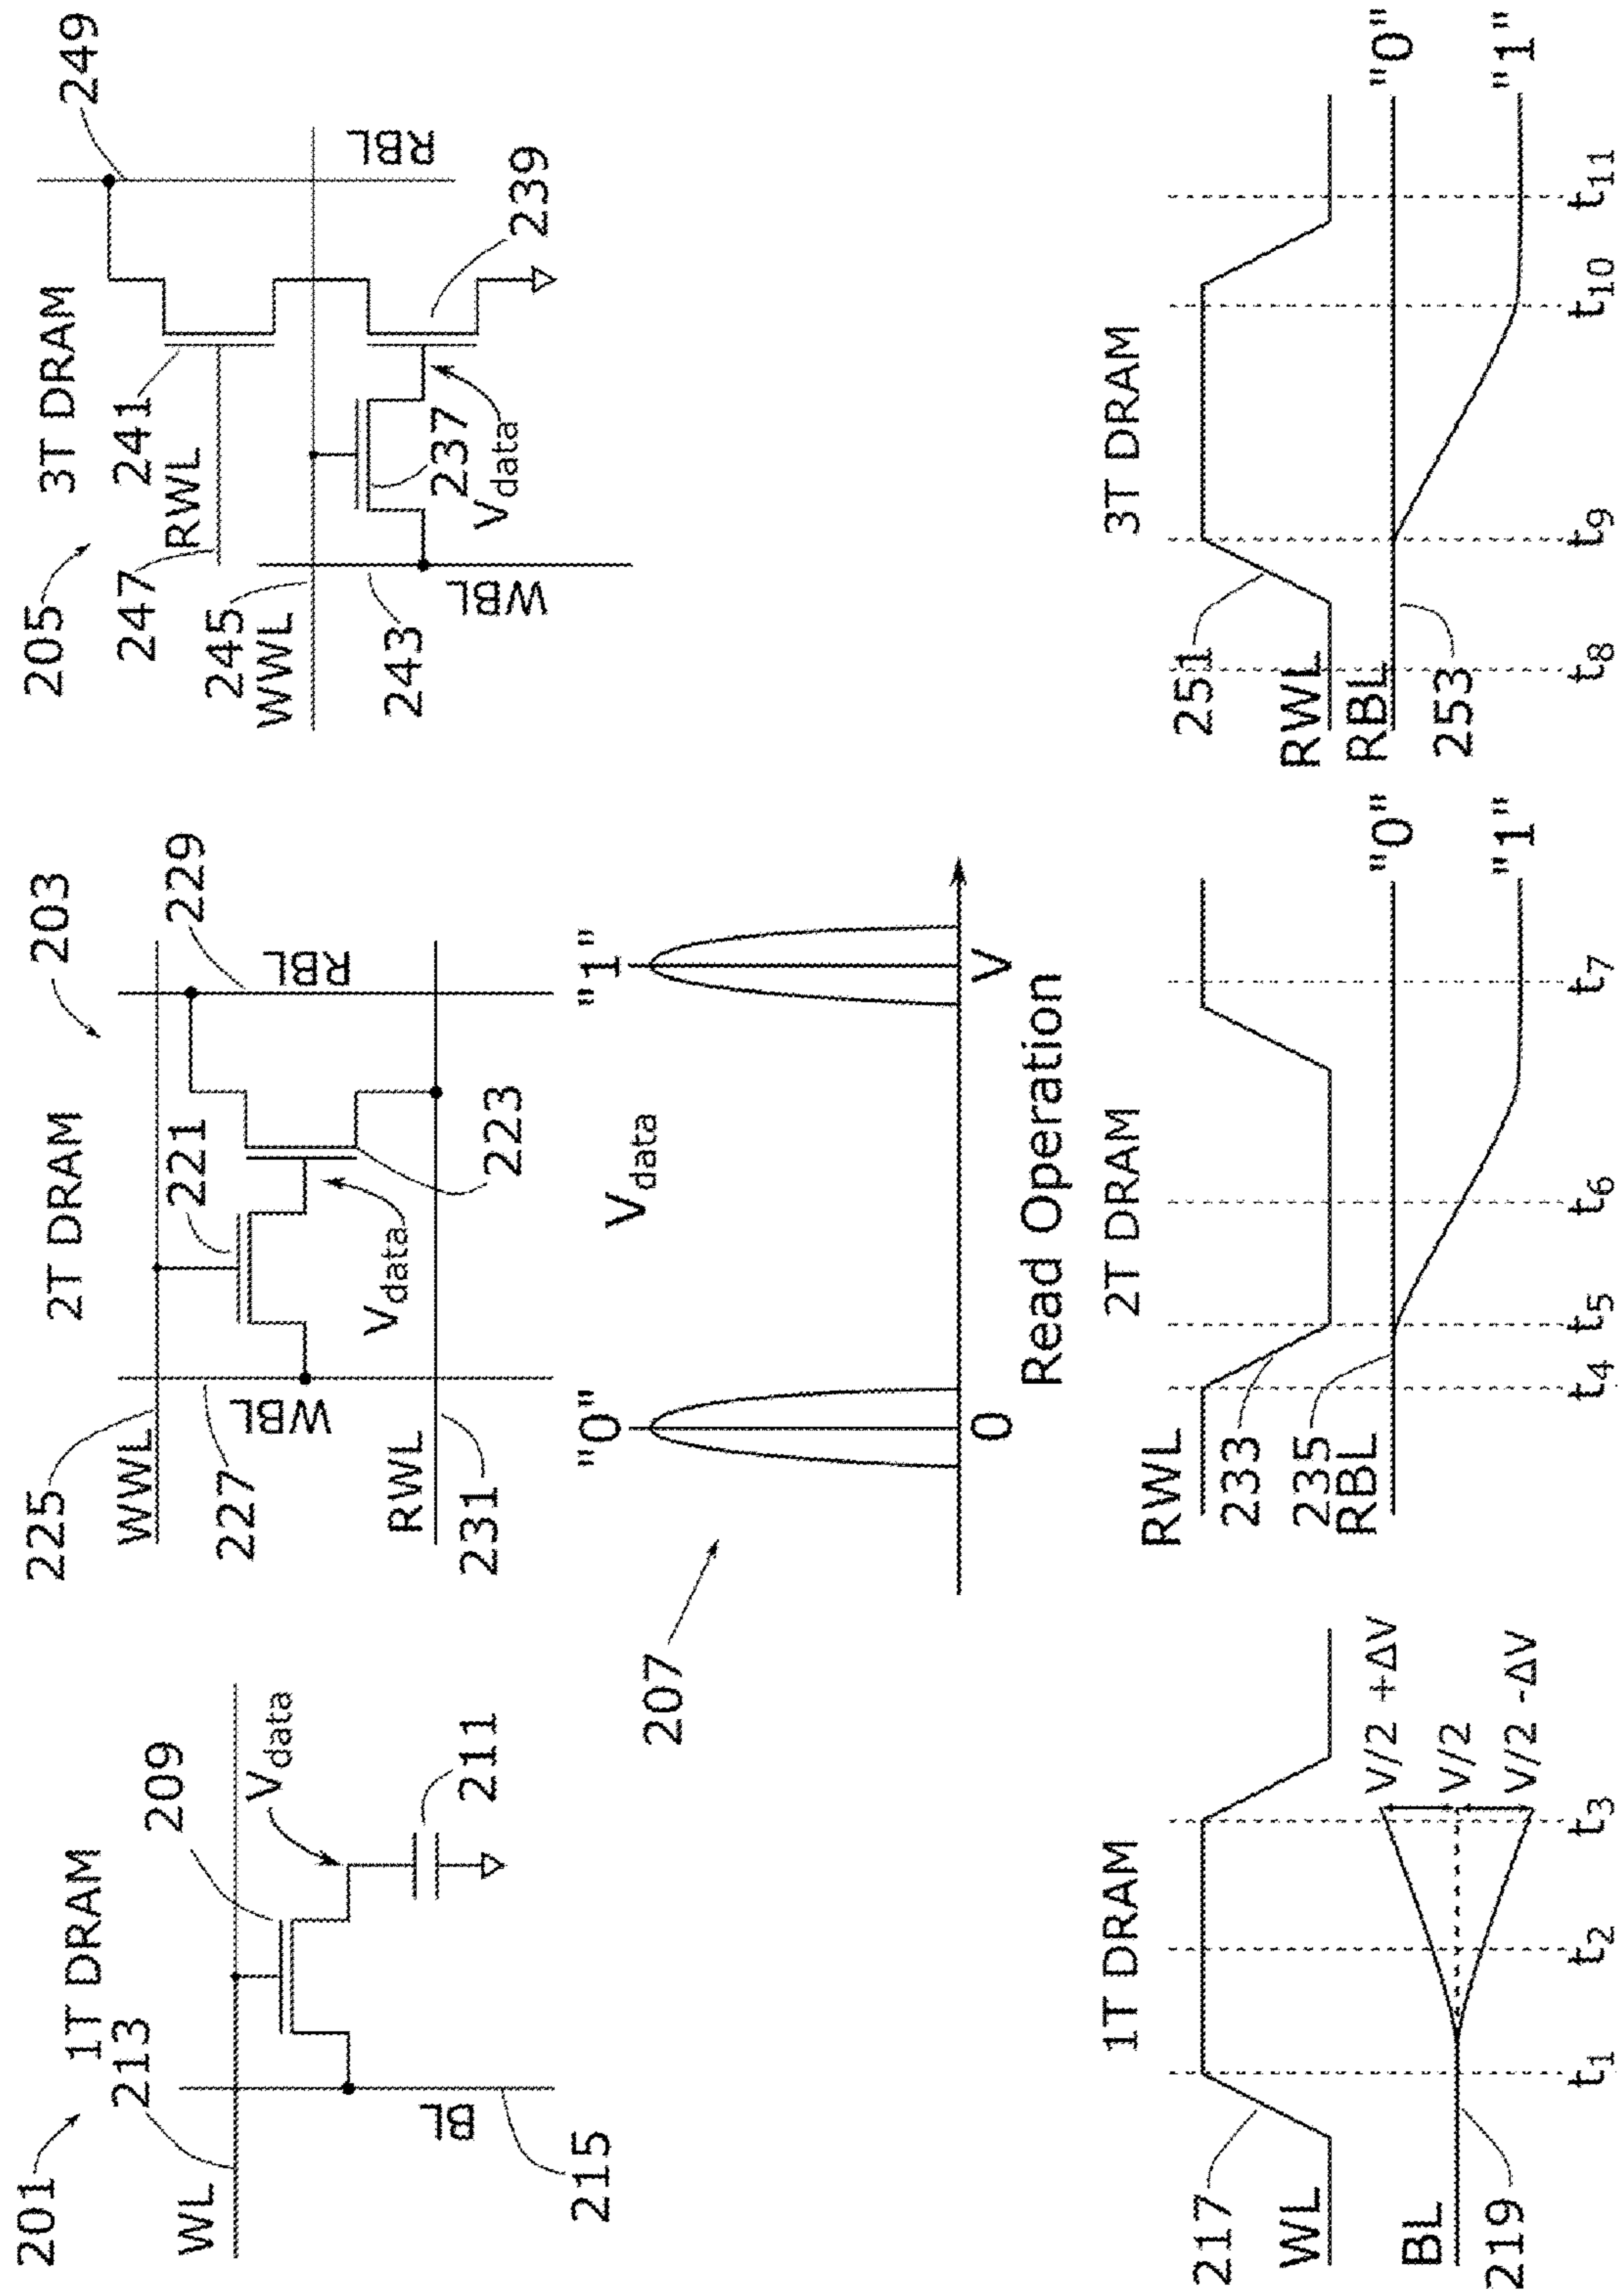 201
1T DRAM
213
WL
209
Vdata
211
BL
215
203
2T DRAM
225
WWL
221
229
RBL
227
WBL
Vdata
223
RWL
231
205
3T DRAM
249
241
247
RWL
245
WWL
RBL
237
239
243
Vdata
WBL
207
"0"
Vdata
"1"
0
V
Read Operation
1T DRAM
217
WL
BL
219
V/2 +ΔV
V/2
V/2 -ΔV
t1
t2
t3
2T DRAM
RWL
233
235
RBL
"0"
"1"
t4
t5
t6
t7
3T DRAM
251
RWL
RBL
253
"0"
"1"
t8
t9
t10
t11